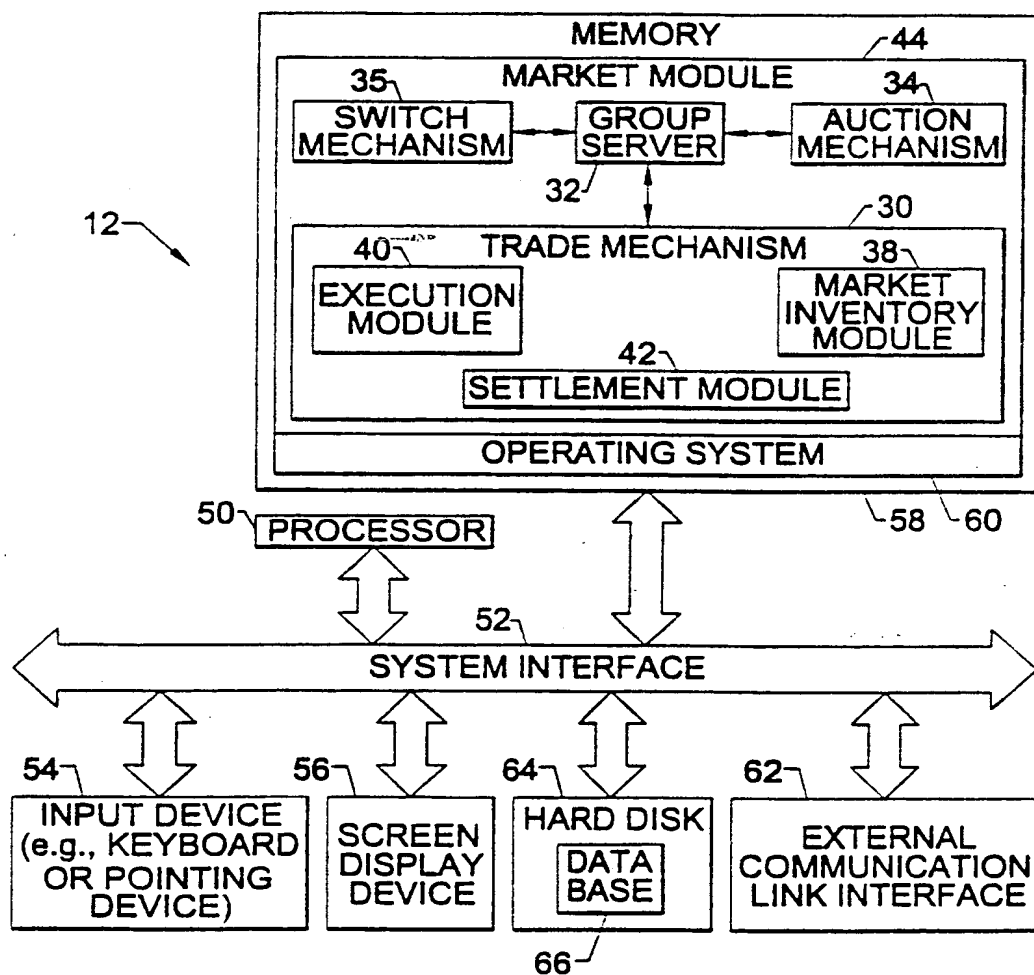 MEMORY
44
MARKET MODULE
35
34
SWITCH
MECHANISM
GROUP
SERVER
AUCTION
MECHANISM
32
12
30
TRADE MECHANISM
40
38
EXECUTION
MODULE
MARKET
INVENTORY
MODULE
42
SETTLEMENT MODULE
OPERATING SYSTEM
50
58
60
PROCESSOR
52
SYSTEM INTERFACE
54
56
64
62
INPUT DEVICE
(e.g., KEYBOARD
OR POINTING
DEVICE)
SCREEN
DISPLAY
DEVICE
HARD DISK
DATA
BASE
EXTERNAL
COMMUNICATION
LINK INTERFACE
66